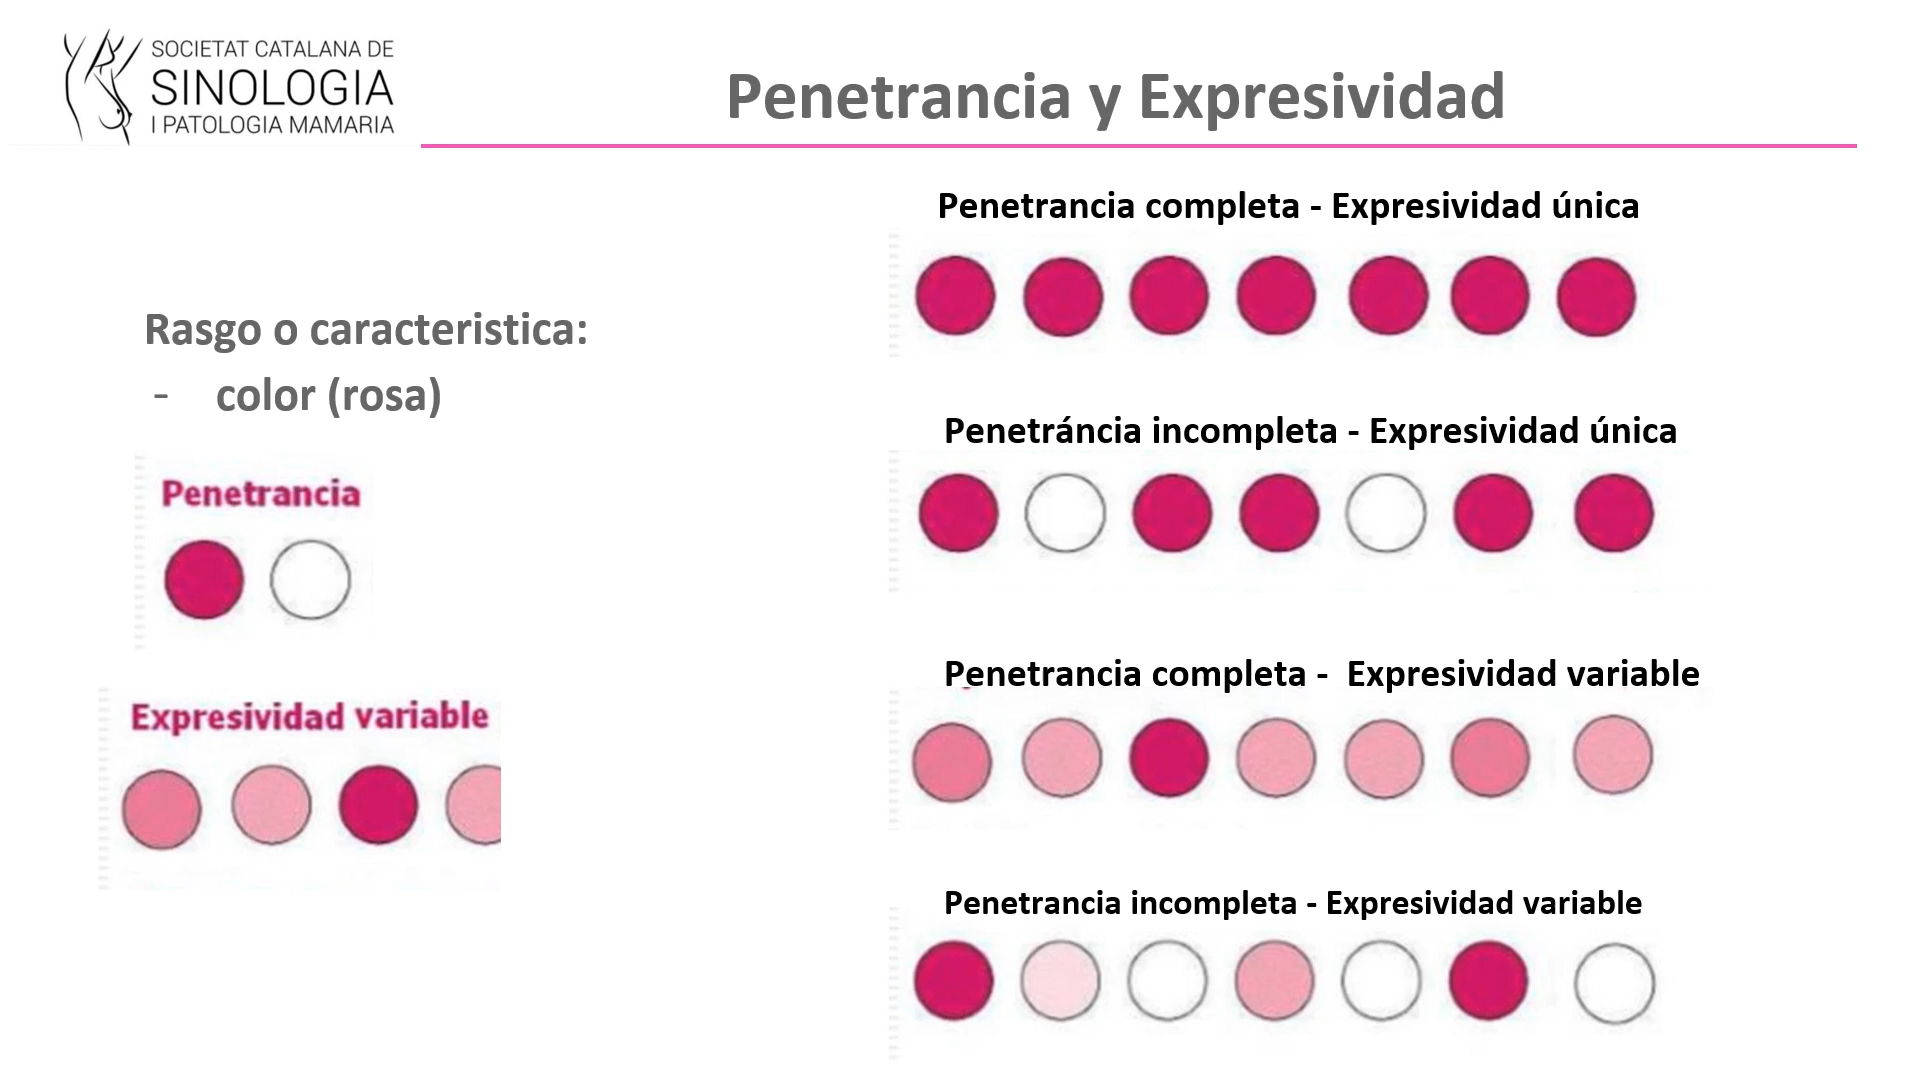 SOCIETAT CATALANA DE
SINOLOGIA
I PATOLOGIA MAMARIA
Penetrancia y Expresividad
Rasgo o caracteristica:
- color (rosa)
Penetrancia
Expresividad variable
Penetrancia completa - Expresividad única
Penetráncia incompleta - Expresividad única
Penetrancia completa - Expresividad variable
Penetrancia incompleta - Expresividad variable